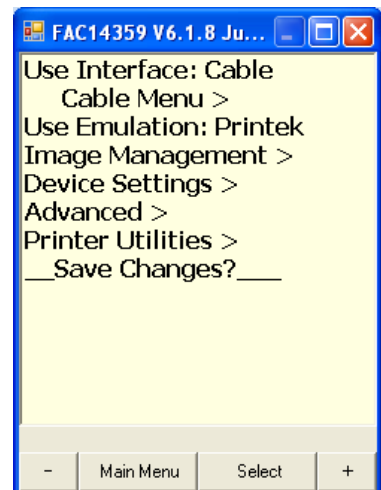 FAC14359 V6.1.8 Ju...
Use Interface: Cable
Cable Menu >
Use Emulation: Printek
Image Management >
Device Settings >
Advanced >
Printer Utilities >
__Save Changes?___
- Main Menu Select +